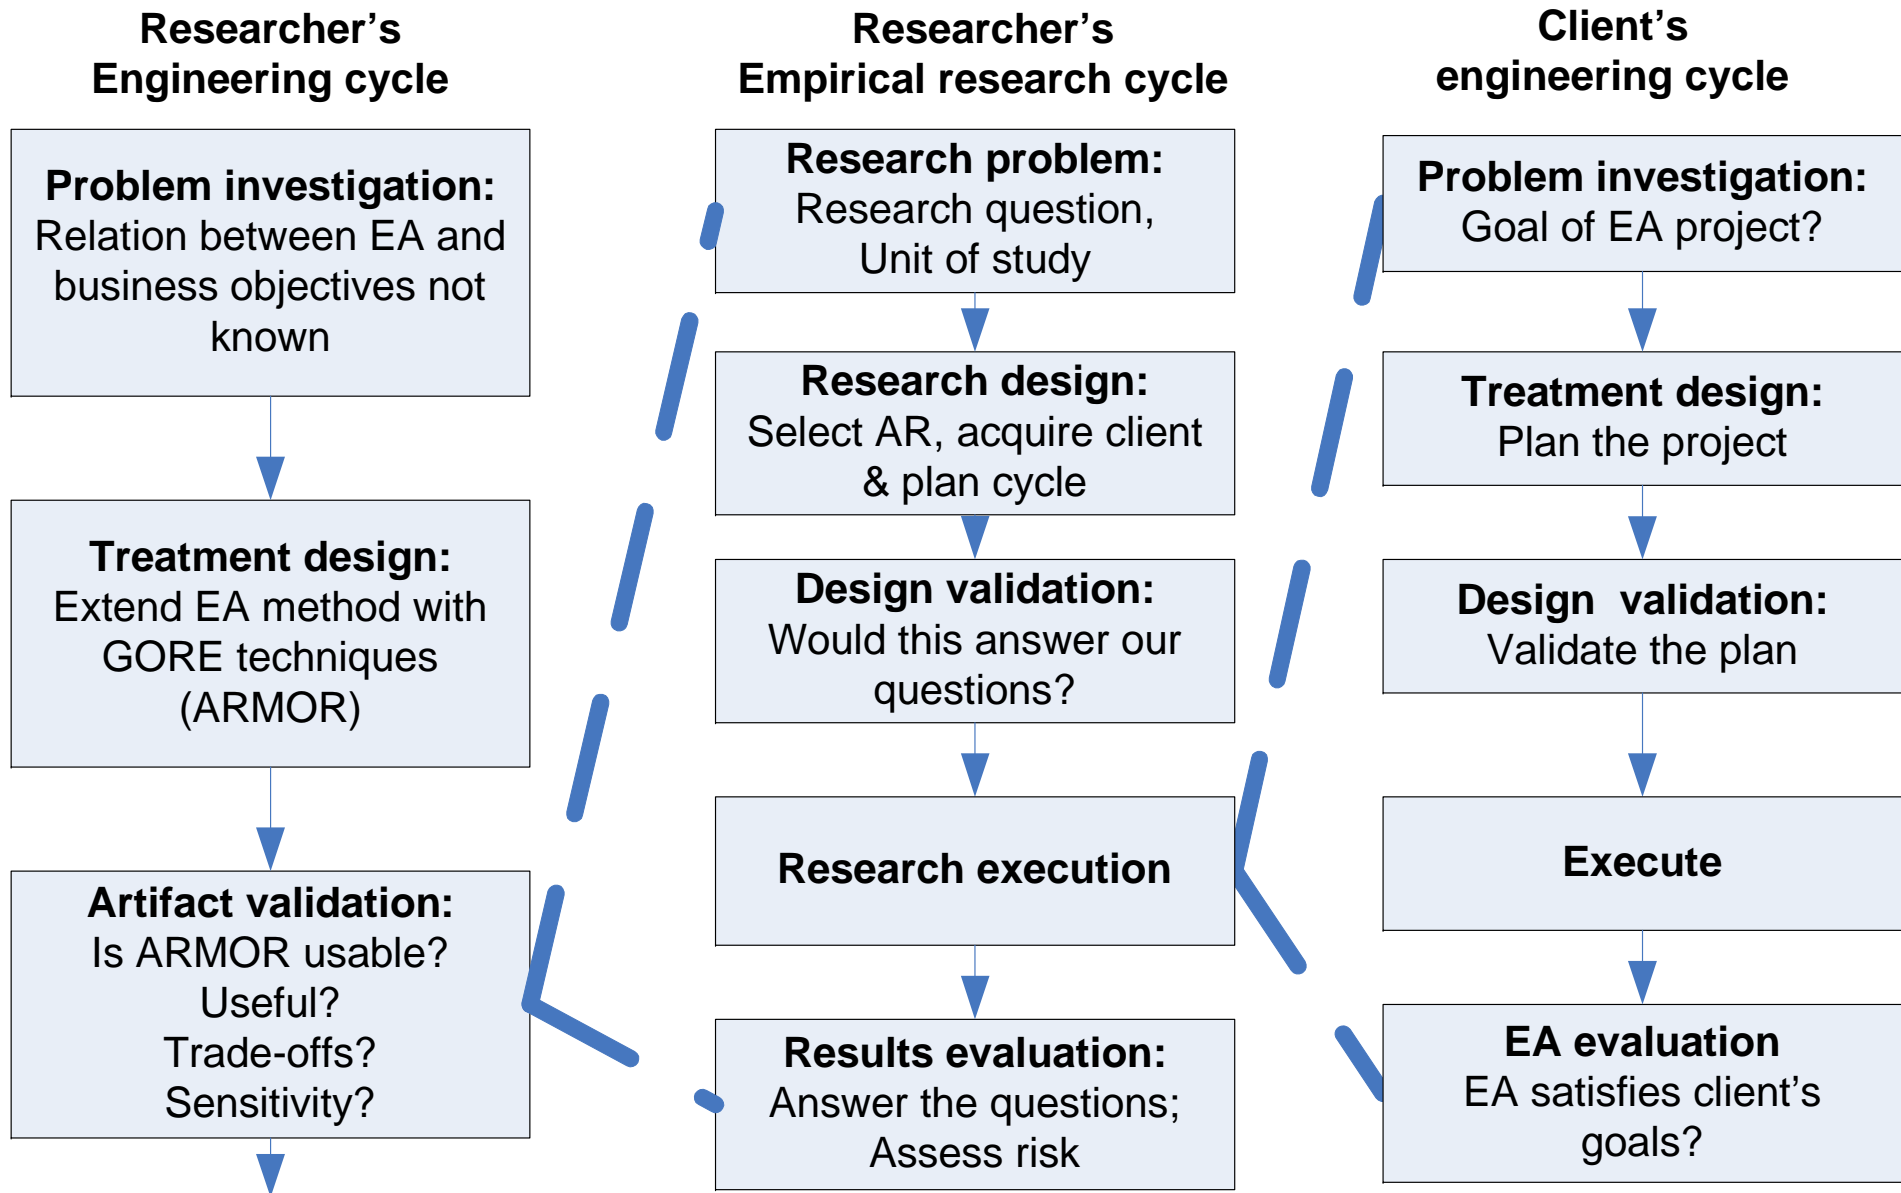 Researcher's
Engineering cycle
Problem investigation:
Relation between EA and
business objectives not
known
Treatment design:
Extend EA method with
GORE techniques
(ARMOR)
Artifact validation:
Is ARMOR usable?
Useful?
Trade-offs?
Sensitivity?
Researcher's
Empirical research cycle
Research problem:
Research question,
Unit of study
Research design:
Select AR, acquire client
& plan cycle
Design validation:
Would this answer our
questions?
Research execution
Results evaluation:
Answer the questions;
Assess risk
Client's
engineering cycle
Problem investigation:
Goal of EA project?
Treatment design:
Plan the project
Design  validation:
Validate the plan
Execute
EA evaluation
EA satisfies client's
goals?